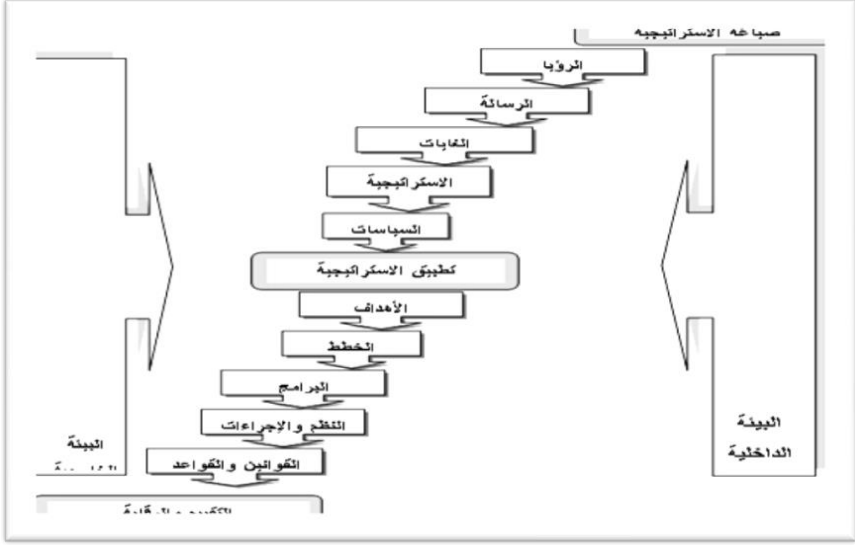 صياغة الاستراتيجية
الرؤيا
الرسالة
الغايات
الاستراتيجية
السياسات
تطبيق الاستراتيجية
الأهداف
الخطط
البرامج
النظم والإجراءات
القوانين والقواعد
البيئة
الداخلية
البيئة